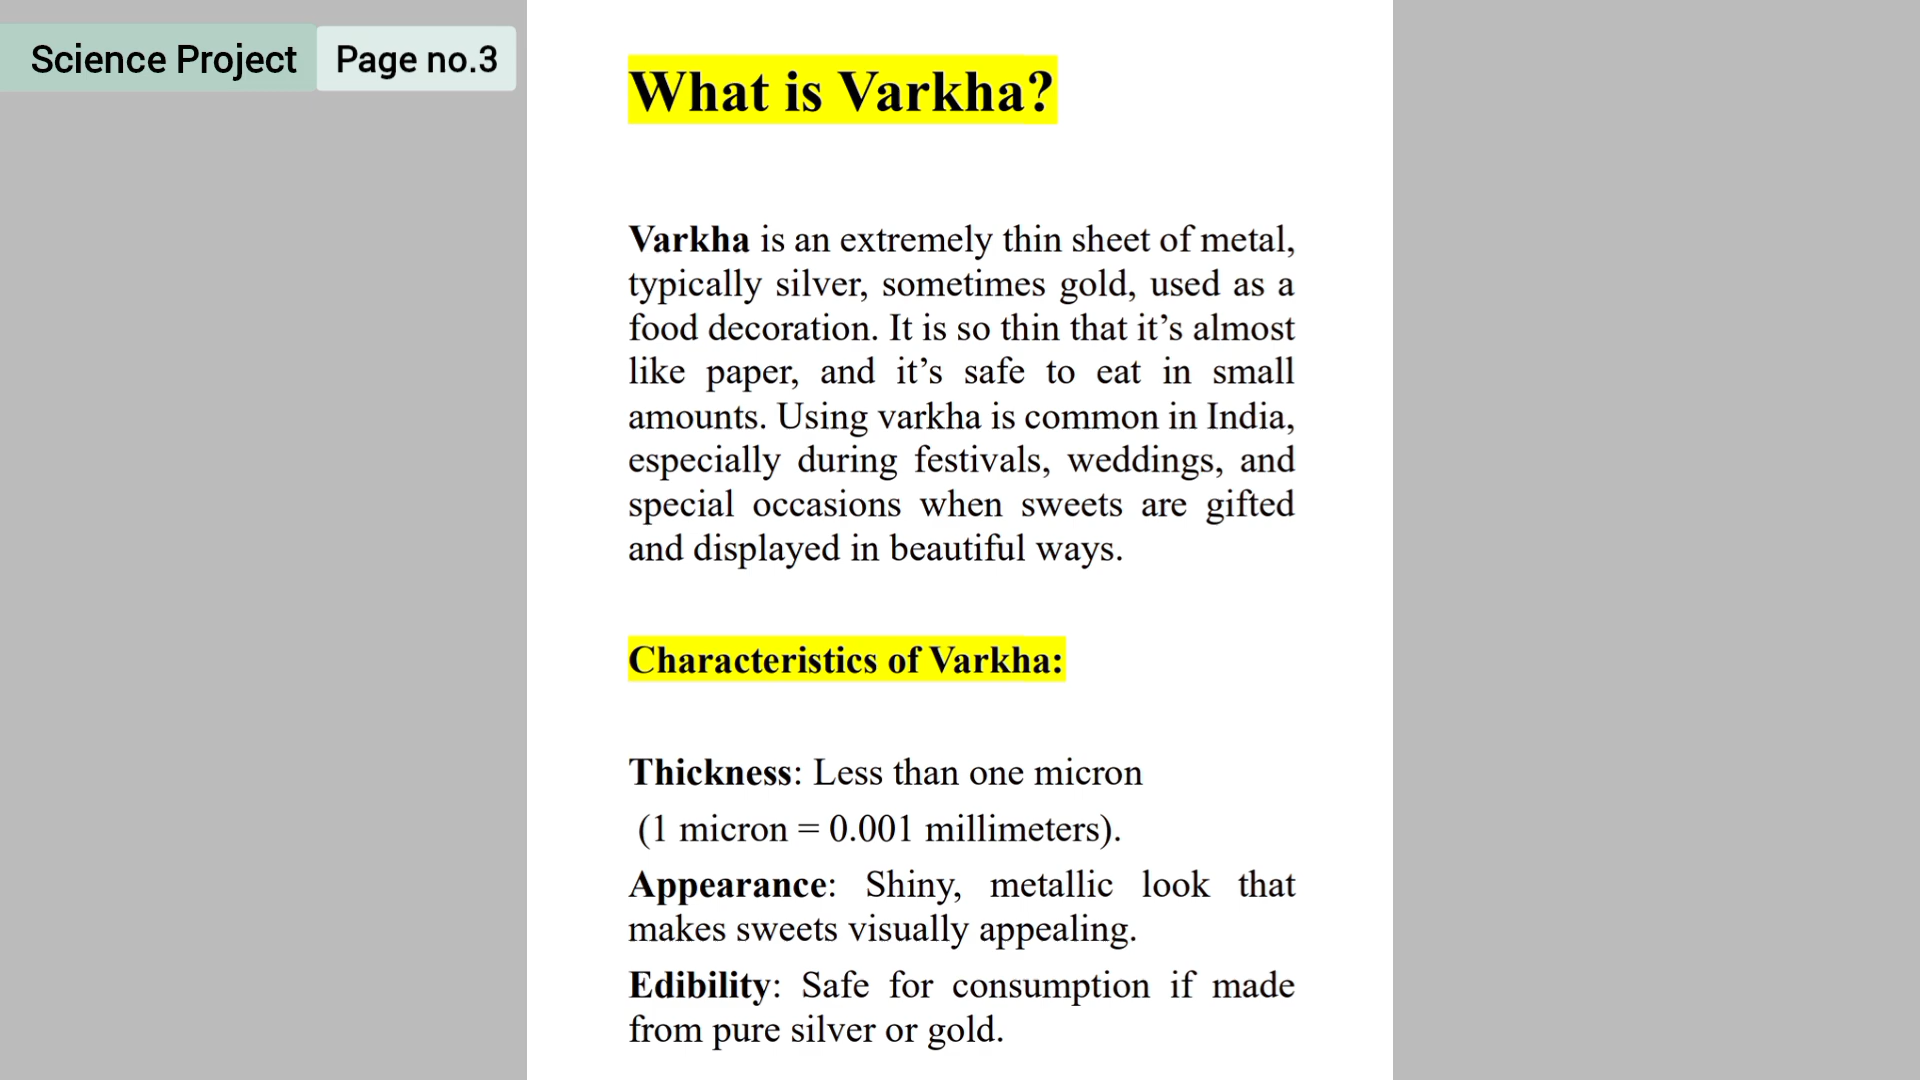 Science Project
Page no.3
What is Varkha?
Varkha is an extremely thin sheet of metal,
typically silver, sometimes gold, used as a
food decoration. It is so thin that it’s almost
like paper, and it’s safe to eat in small
amounts. Using varkha is common in India,
especially during festivals, weddings, and
special occasions when sweets are gifted
and displayed in beautiful ways.
Characteristics of Varkha:
Thickness: Less than one micron
(1 micron = 0.001 millimeters).
Appearance: Shiny, metallic look that
makes sweets visually appealing.
Edibility: Safe for consumption if made
from pure silver or gold.